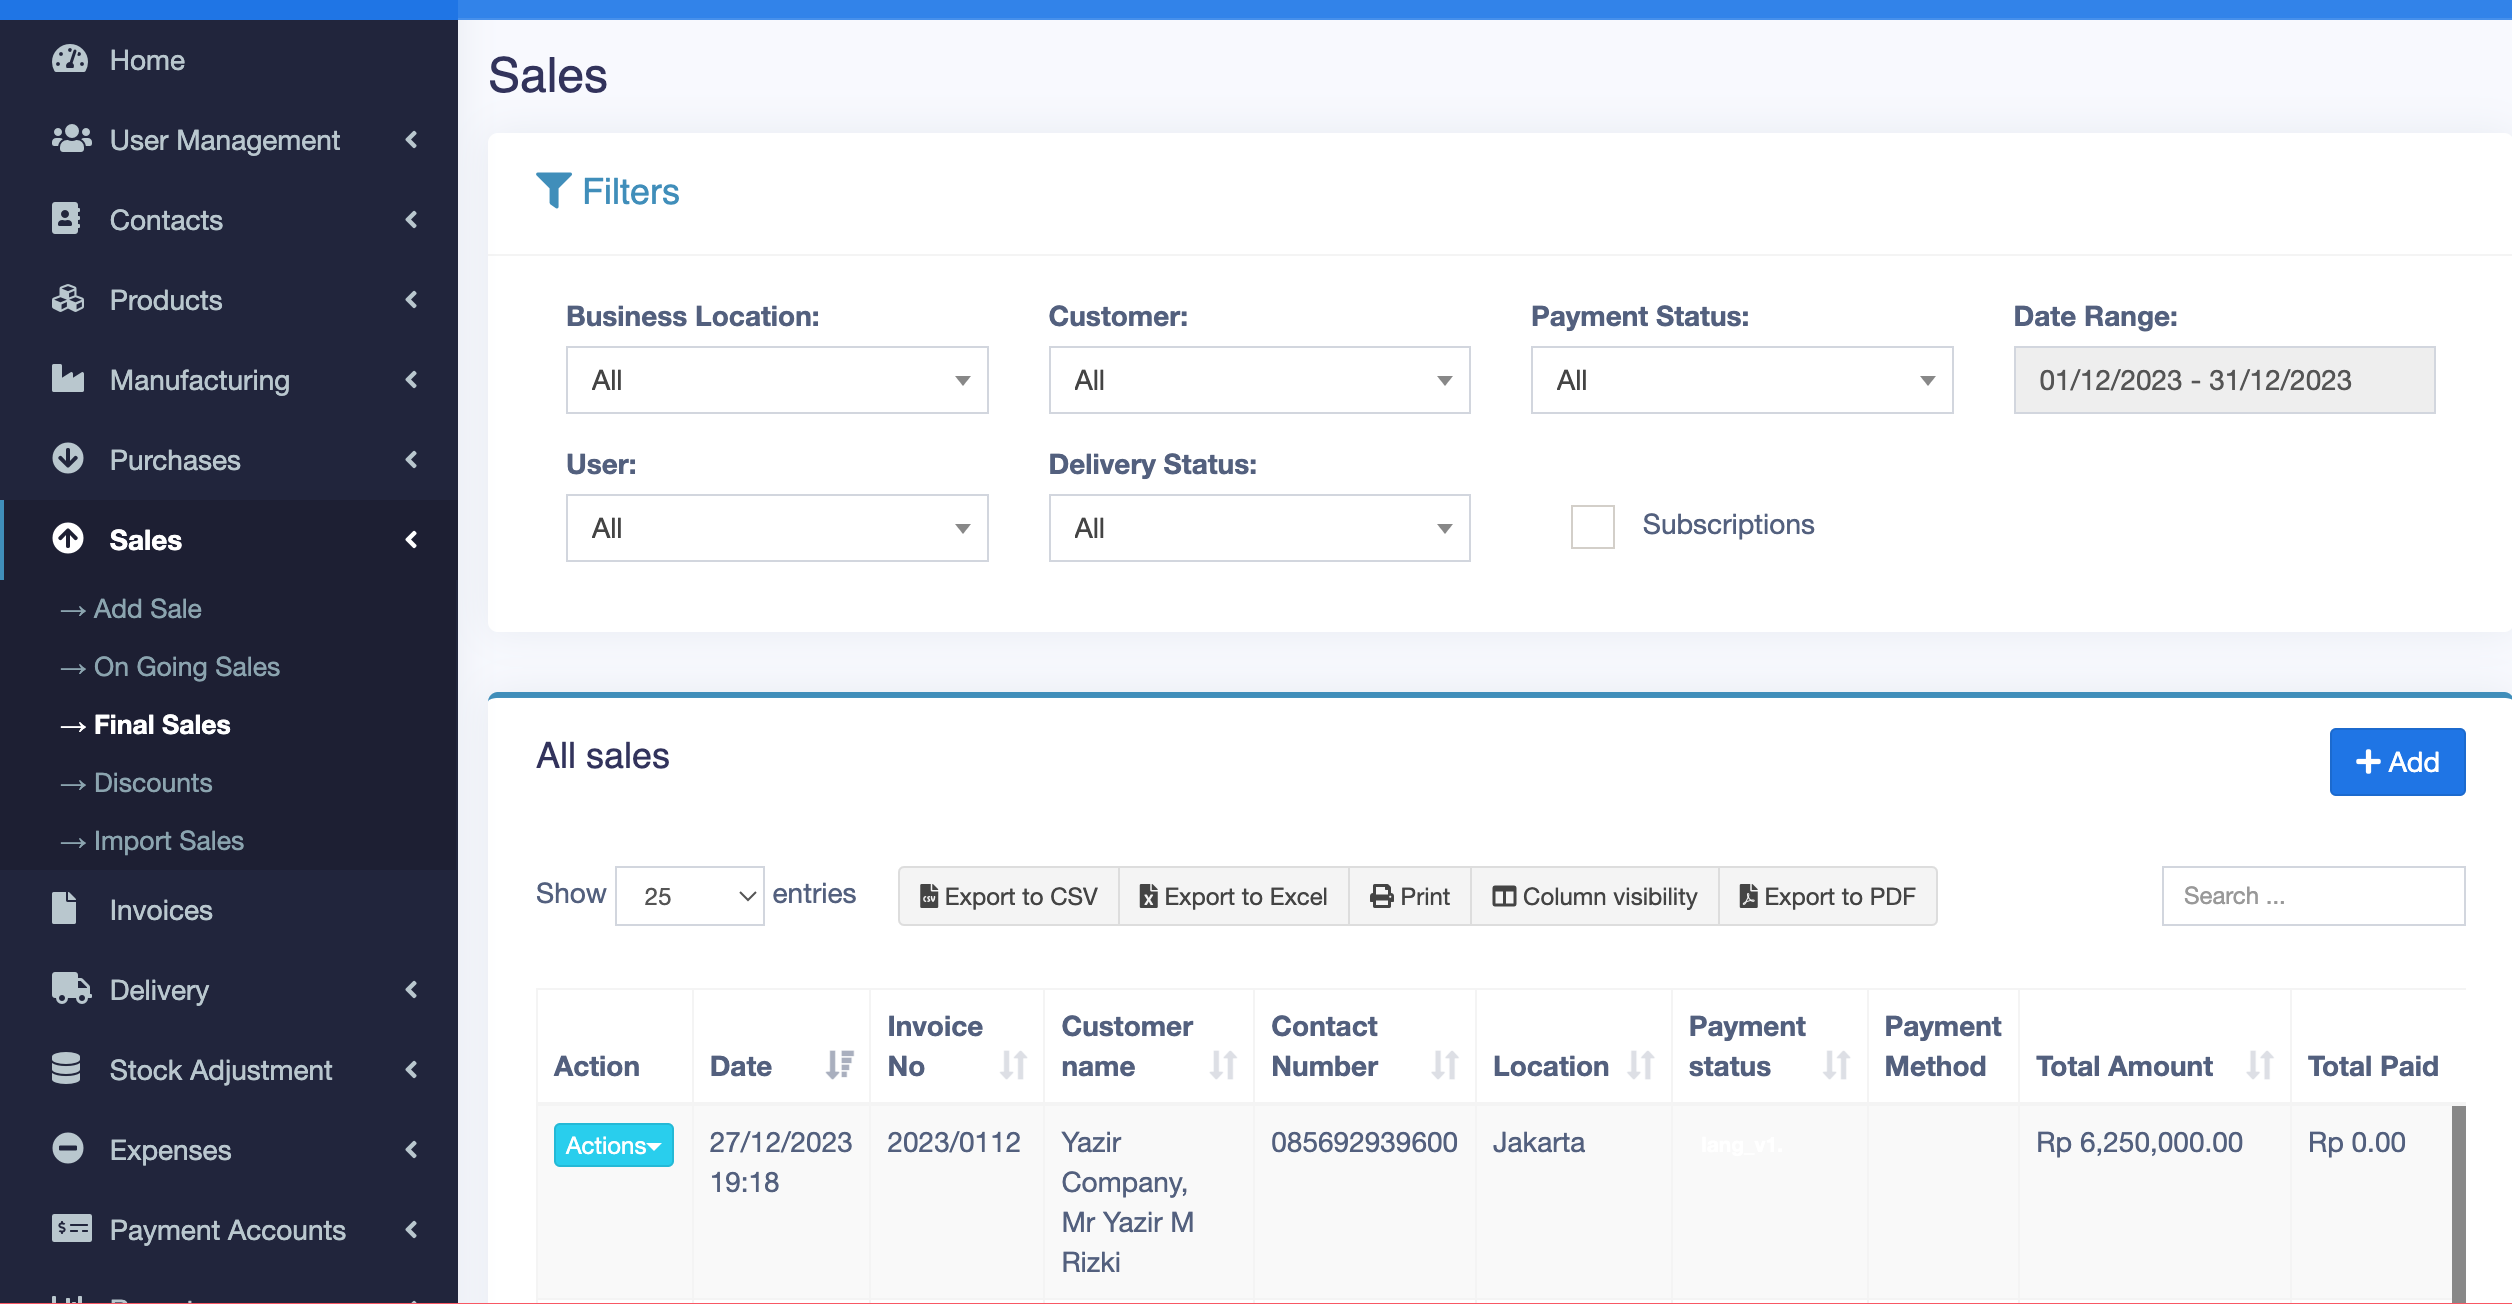 Home
User Management
Contacts
Products
Manufacturing
Purchases
Sales
→ Add Sale
→ On Going Sales
→ Final Sales
→ Discounts
→ Import Sales
Invoices
Delivery
Stock Adjustment
Expenses
Payment Accounts
Sales
Filters
Business Location:
All
Customer:
All
Payment Status:
All
Date Range:
01/12/2023 - 31/12/2023
User:
All
Delivery Status:
All
Subscriptions
All sales
Add
Show 25 entries
Export to CSV
Export to Excel
Print
Column visibility
Export to PDF
Search ...
Action
Date
Invoice
No
Customer
name
Contact
Number
Location
Payment
status
Payment
Method
Total Amount
Total Paid
Actions
27/12/2023
19:18
2023/0112
Yazir
Company,
Mr Yazir M
Rizki
085692939600
Jakarta
lang_v1.
Rp 6,250,000.00
Rp 0.00